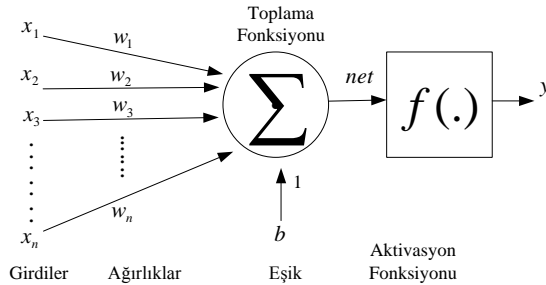 Toplama
Fonksiyonu
x₁
w₁
x₂
w₂
x₃
w₃
xₙ
wₙ
∑
net
f(.)
y
1
b
Girdiler
Ağırlıklar
Eşik
Aktivasyon
Fonksiyonu